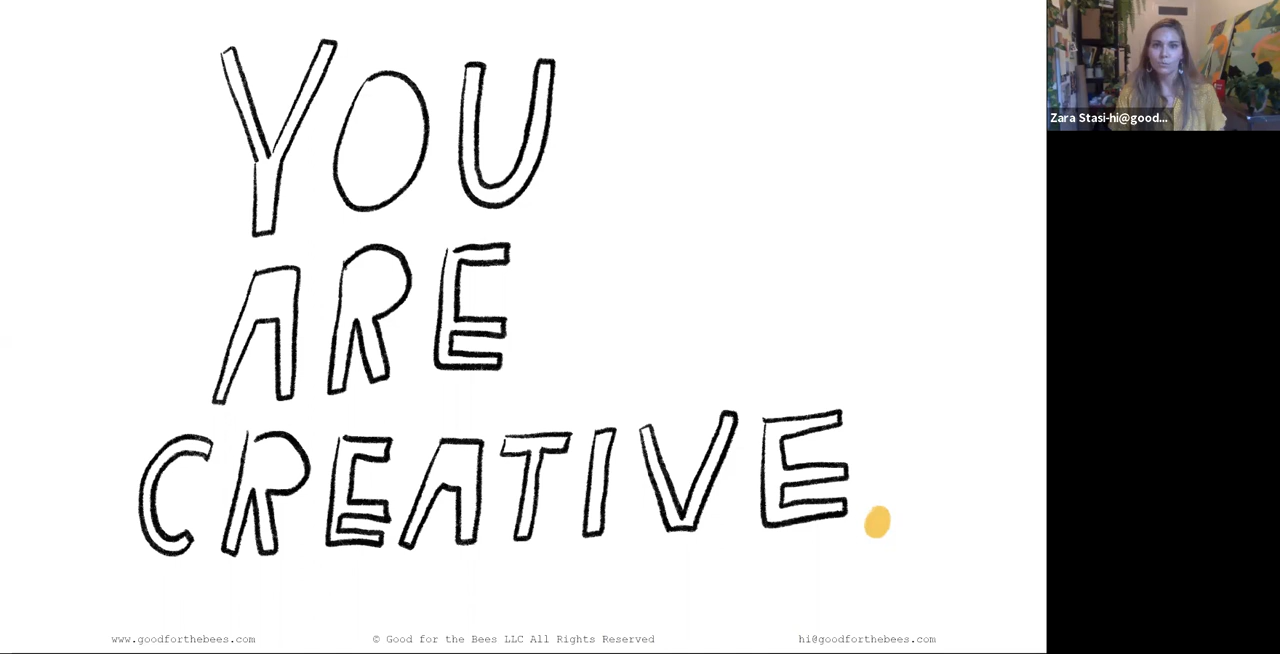 YOU
ARE
CREATIVE.
www.goodforthebees.com © Good for the Bees LLC All Rights Reserved hi@goodforthebees.com
Zara Stasi-hi@good...